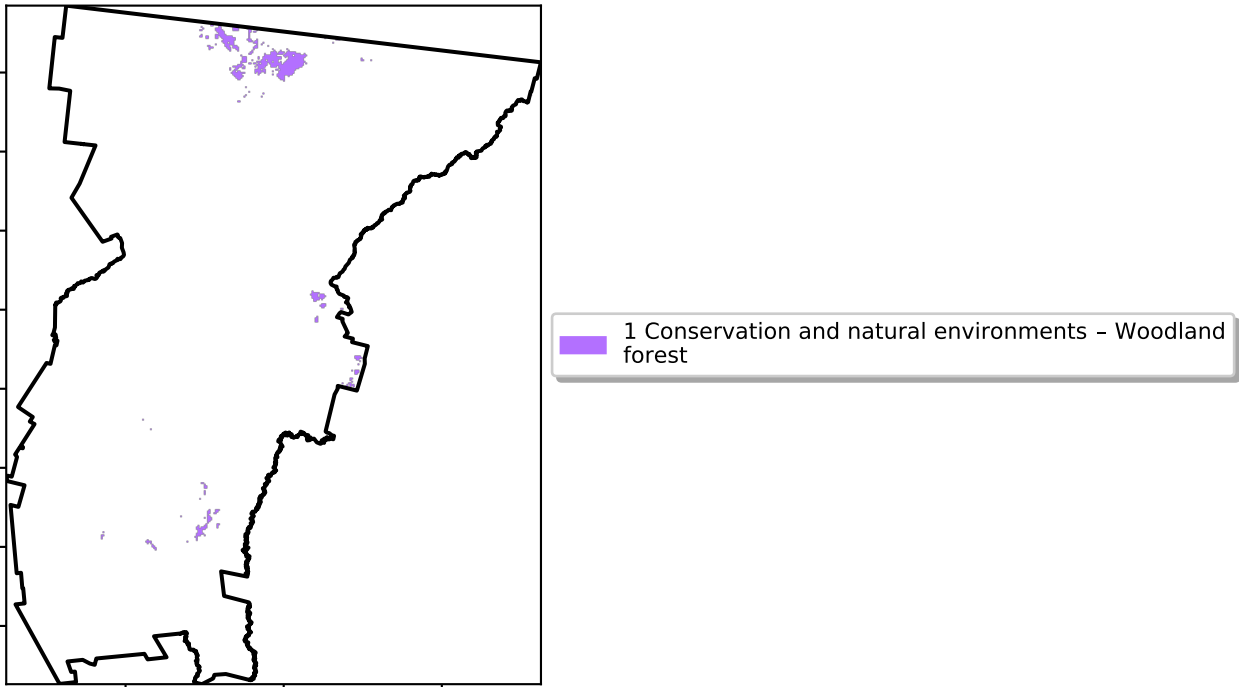 1 Conservation and natural environments – Woodland
forest